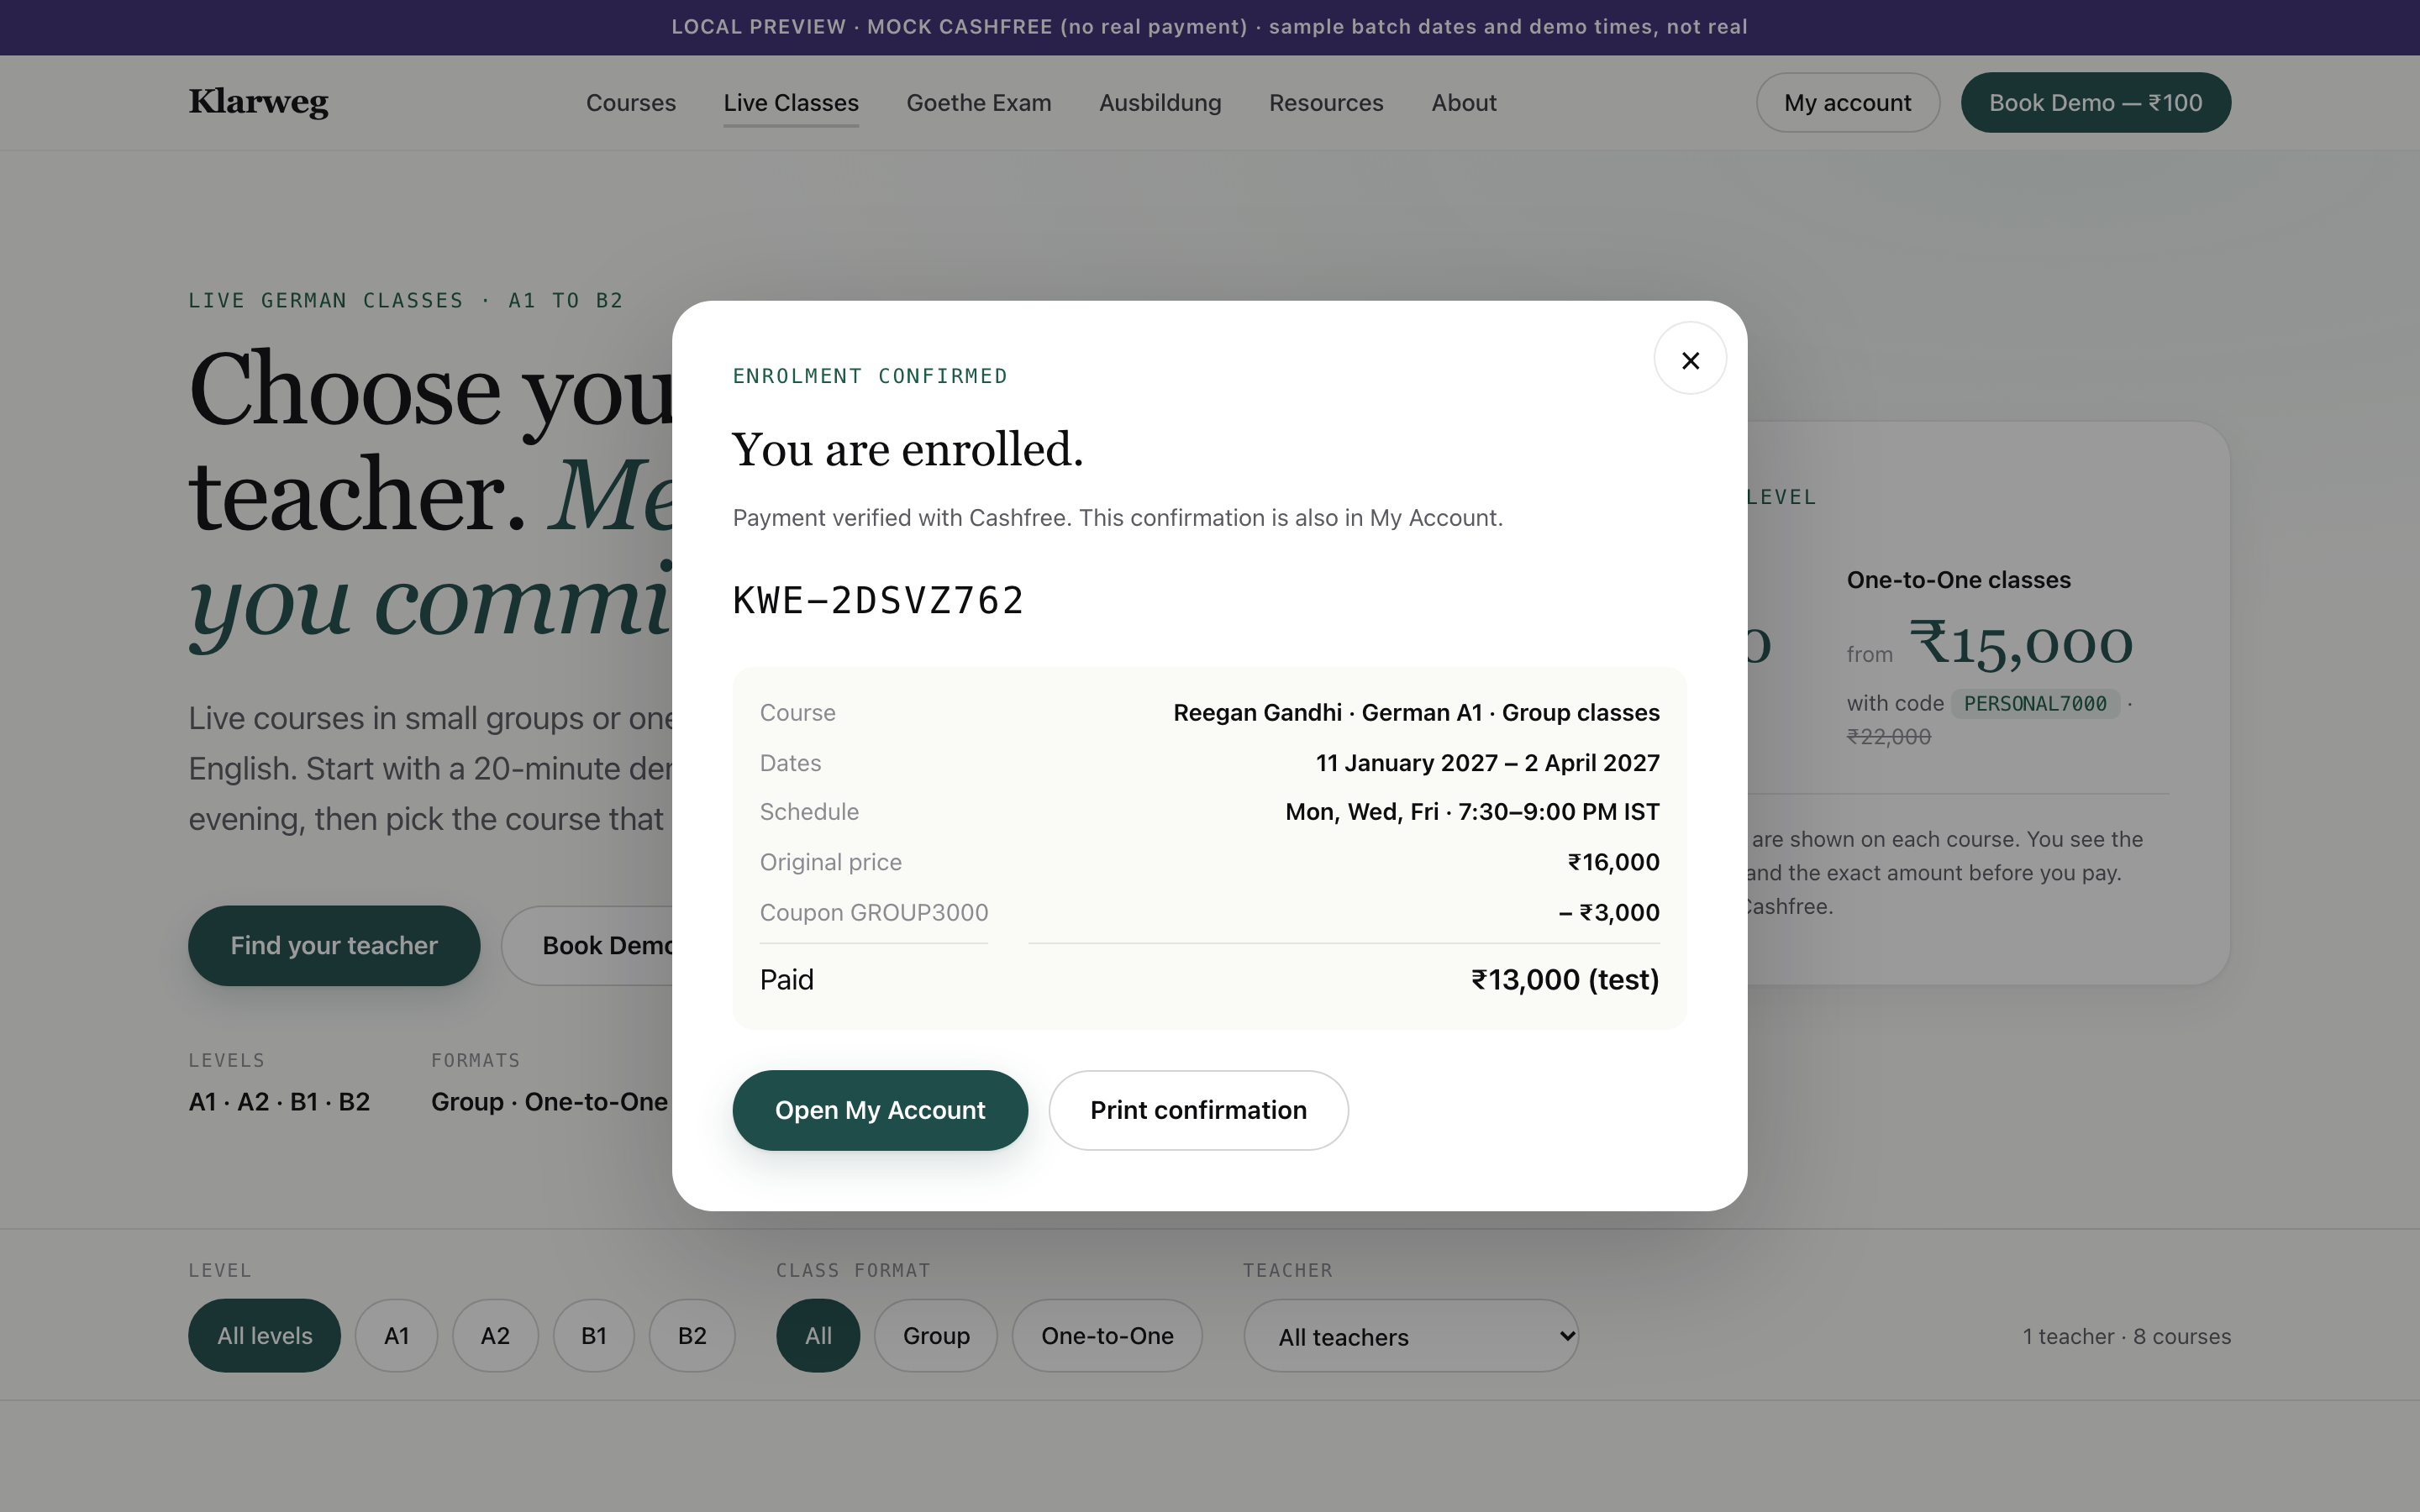 LOCAL PREVIEW · MOCK CASHFREE (no real payment) · sample batch dates and demo times, not real
Klarweg
Courses
Live Classes
Goethe Exam
Ausbildung
Resources
About
My account
Book Demo — ₹100
LIVE GERMAN CLASSES · A1 TO B2
Choose you
teacher. Me
you commi
Live courses in small groups or one
English. Start with a 20-minute der
evening, then pick the course that
Find your teacher
Book Demo
LEVELS
A1 · A2 · B1 · B2
FORMATS
Group · One-to-One
ENROLMENT CONFIRMED
×
You are enrolled.
Payment verified with Cashfree. This confirmation is also in My Account.
KWE-2DSVZ762
Course Reegan Gandhi · German A1 · Group classes
Dates 11 January 2027 – 2 April 2027
Schedule Mon, Wed, Fri · 7:30–9:00 PM IST
Original price ₹16,000
Coupon GROUP3000 – ₹3,000
Paid ₹13,000 (test)
Open My Account
Print confirmation
LEVEL
0
One-to-One classes
from ₹15,000
with code PERSONAL7000 ·
₹22,000
are shown on each course. You see the
and the exact amount before you pay.
Cashfree.
LEVEL
All levels
A1
A2
B1
B2
CLASS FORMAT
All
Group
One-to-One
TEACHER
All teachers
1 teacher · 8 courses